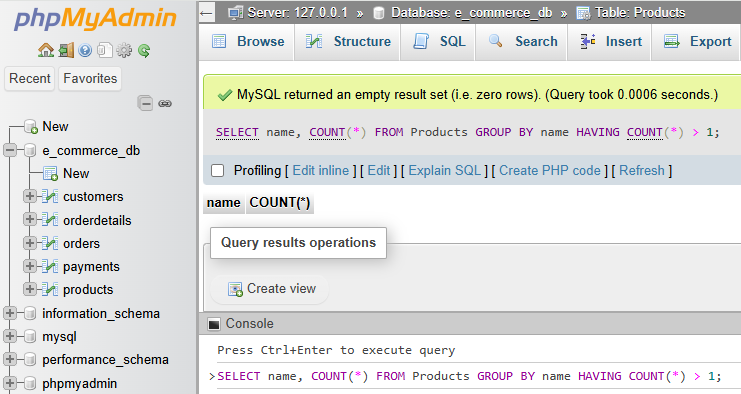 phpMyAdmin
Recent Favorites
New
e_commerce_db
New
customers
orderdetails
orders
payments
products
information_schema
mysql
performance_schema
phpmyadmin
Server: 127.0.0.1 » Database: e_commerce_db » Table: Products
Browse Structure SQL Search Insert Export
MySQL returned an empty result set (i.e. zero rows). (Query took 0.0006 seconds.)
SELECT name, COUNT(*) FROM Products GROUP BY name HAVING COUNT(*) > 1;
Profiling [ Edit inline ] [ Edit ] [ Explain SQL ] [ Create PHP code ] [ Refresh ]
name COUNT(*)
Query results operations
Create view
Console
Press Ctrl+Enter to execute query
>SELECT name, COUNT(*) FROM Products GROUP BY name HAVING COUNT(*) > 1;